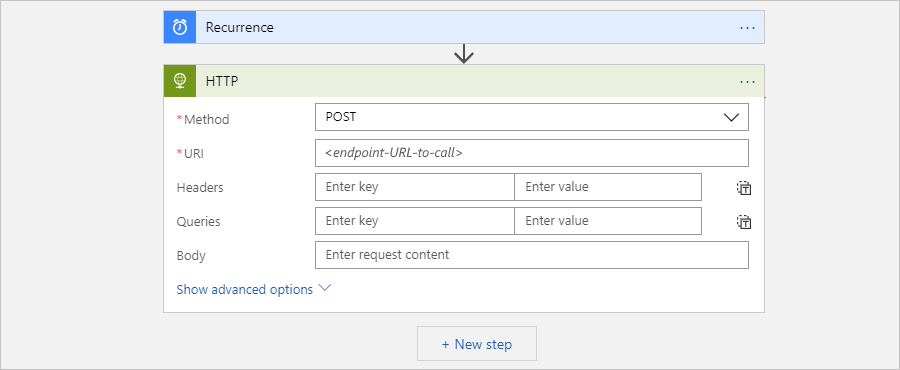 Recurrence ...
HTTP ...
* Method POST
* URI <endpoint-URL-to-call>
Headers Enter key Enter value
Queries Enter key Enter value
Body Enter request content
Show advanced options
+ New step